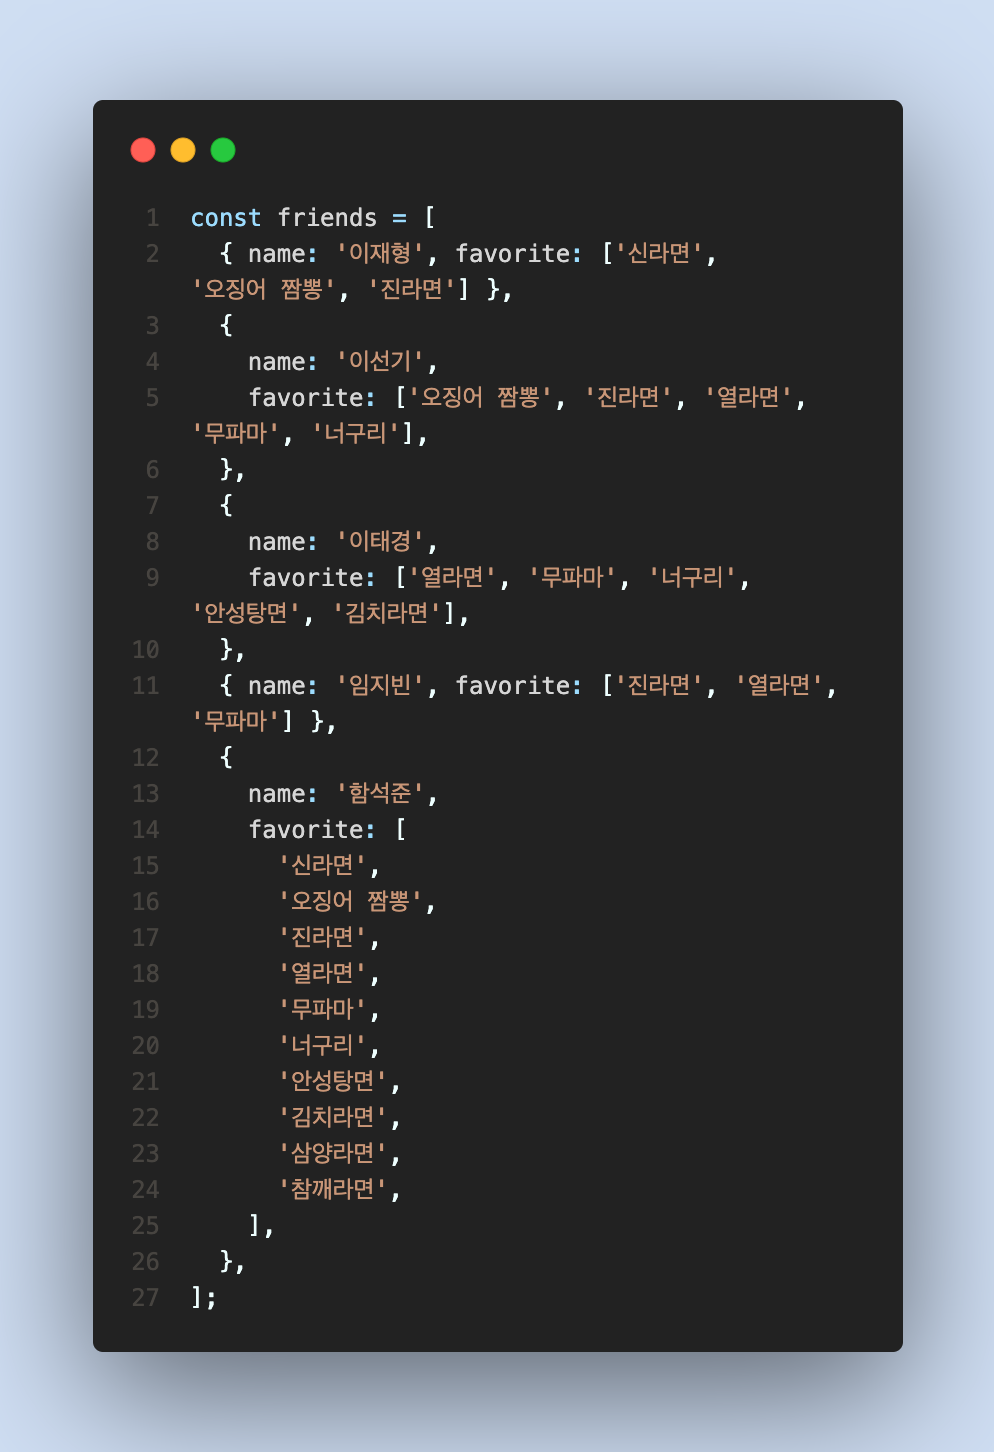 1 const friends = [
2   { name: '이재형', favorite: ['신라면',
'오징어 짬뽕', '진라면'] },
3   {
4     name: '이선기',
5     favorite: ['오징어 짬뽕', '진라면', '열라면',
'무파마', '너구리'],
6   },
7   {
8     name: '이태경',
9     favorite: ['열라면', '무파마', '너구리',
'안성탕면', '김치라면'],
10   },
11   { name: '임지빈', favorite: ['진라면', '열라면',
'무파마'] },
12   {
13     name: '함석준',
14     favorite: [
15       '신라면',
16       '오징어 짬뽕',
17       '진라면',
18       '열라면',
19       '무파마',
20       '너구리',
21       '안성탕면',
22       '김치라면',
23       '삼양라면',
24       '참깨라면',
25     ],
26   },
27 ];